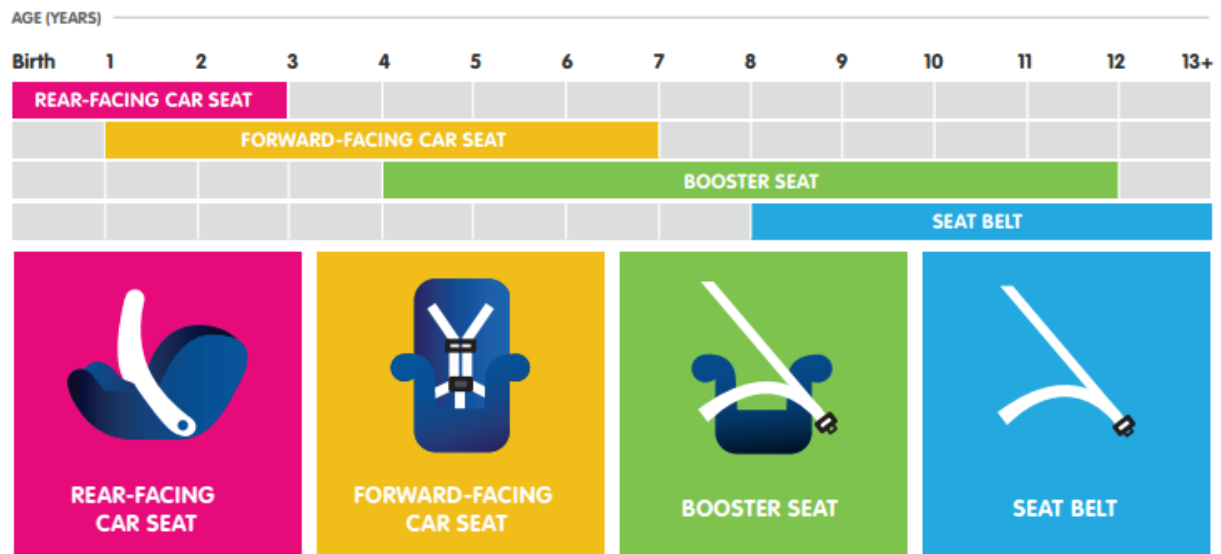 AGE (YEARS)
Birth 1 2 3 4 5 6 7 8 9 10 11 12 13+
REAR-FACING CAR SEAT
FORWARD-FACING CAR SEAT
BOOSTER SEAT
SEAT BELT
REAR-FACING
CAR SEAT
FORWARD-FACING
CAR SEAT
BOOSTER SEAT
SEAT BELT